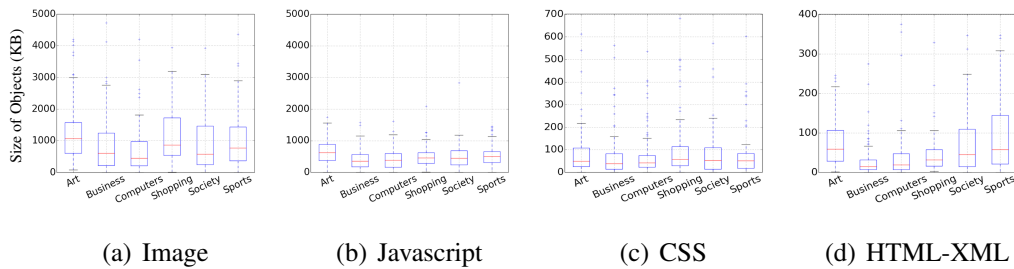 Size of Objects (KB)
5000
4000
3000
2000
1000
0
Art
Business
Computers
Shopping
Society
Sports
(a) Image
5000
4000
3000
2000
1000
0
Art
Business
Computers
Shopping
Society
Sports
(b) Javascript
700
600
500
400
300
200
100
0
Art
Business
Computers
Shopping
Society
Sports
(c) CSS
400
300
200
100
0
Art
Business
Computers
Shopping
Society
Sports
(d) HTML-XML